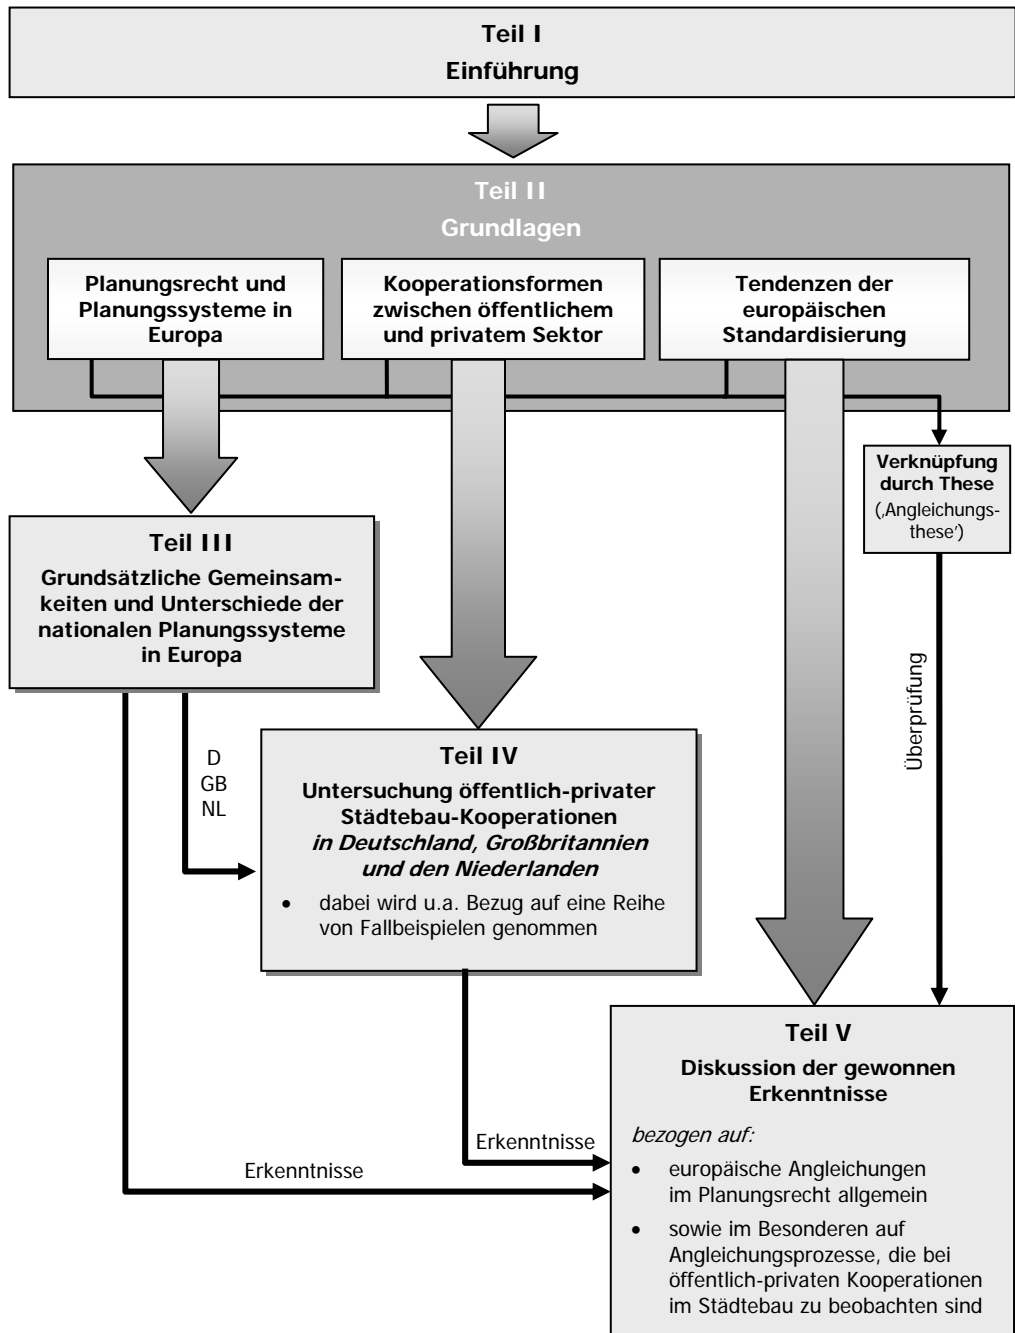 Teil I
Einführung
Teil II
Grundlagen
Planungsrecht und
Planungssysteme in
Europa
Kooperationsformen
zwischen öffentlichem
und privatem Sektor
Tendenzen der
europäischen
Standardisierung
Verknüpfung
durch These
(‚Angleichungs-
these’)
Teil III
Grundsätzliche Gemeinsam-
keiten und Unterschiede der
nationalen Planungssysteme
in Europa
Überprüfung
D
GB
NL
Teil IV
Untersuchung öffentlich-privater
Städtebau-Kooperationen
in Deutschland, Großbritannien
und den Niederlanden
• dabei wird u.a. Bezug auf eine Reihe
von Fallbeispielen genommen
Erkenntnisse
Erkenntnisse
Teil V
Diskussion der gewonnen
Erkenntnisse
bezogen auf:
• europäische Angleichungen
im Planungsrecht allgemein
• sowie im Besonderen auf
Angleichungsprozesse, die bei
öffentlich-privaten Kooperationen
im Städtebau zu beobachten sind